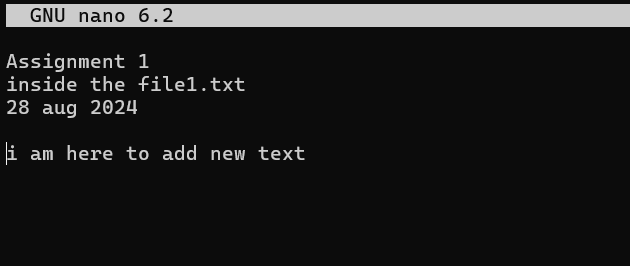 GNU nano 6.2
Assignment 1
inside the file1.txt
28 aug 2024
i am here to add new text